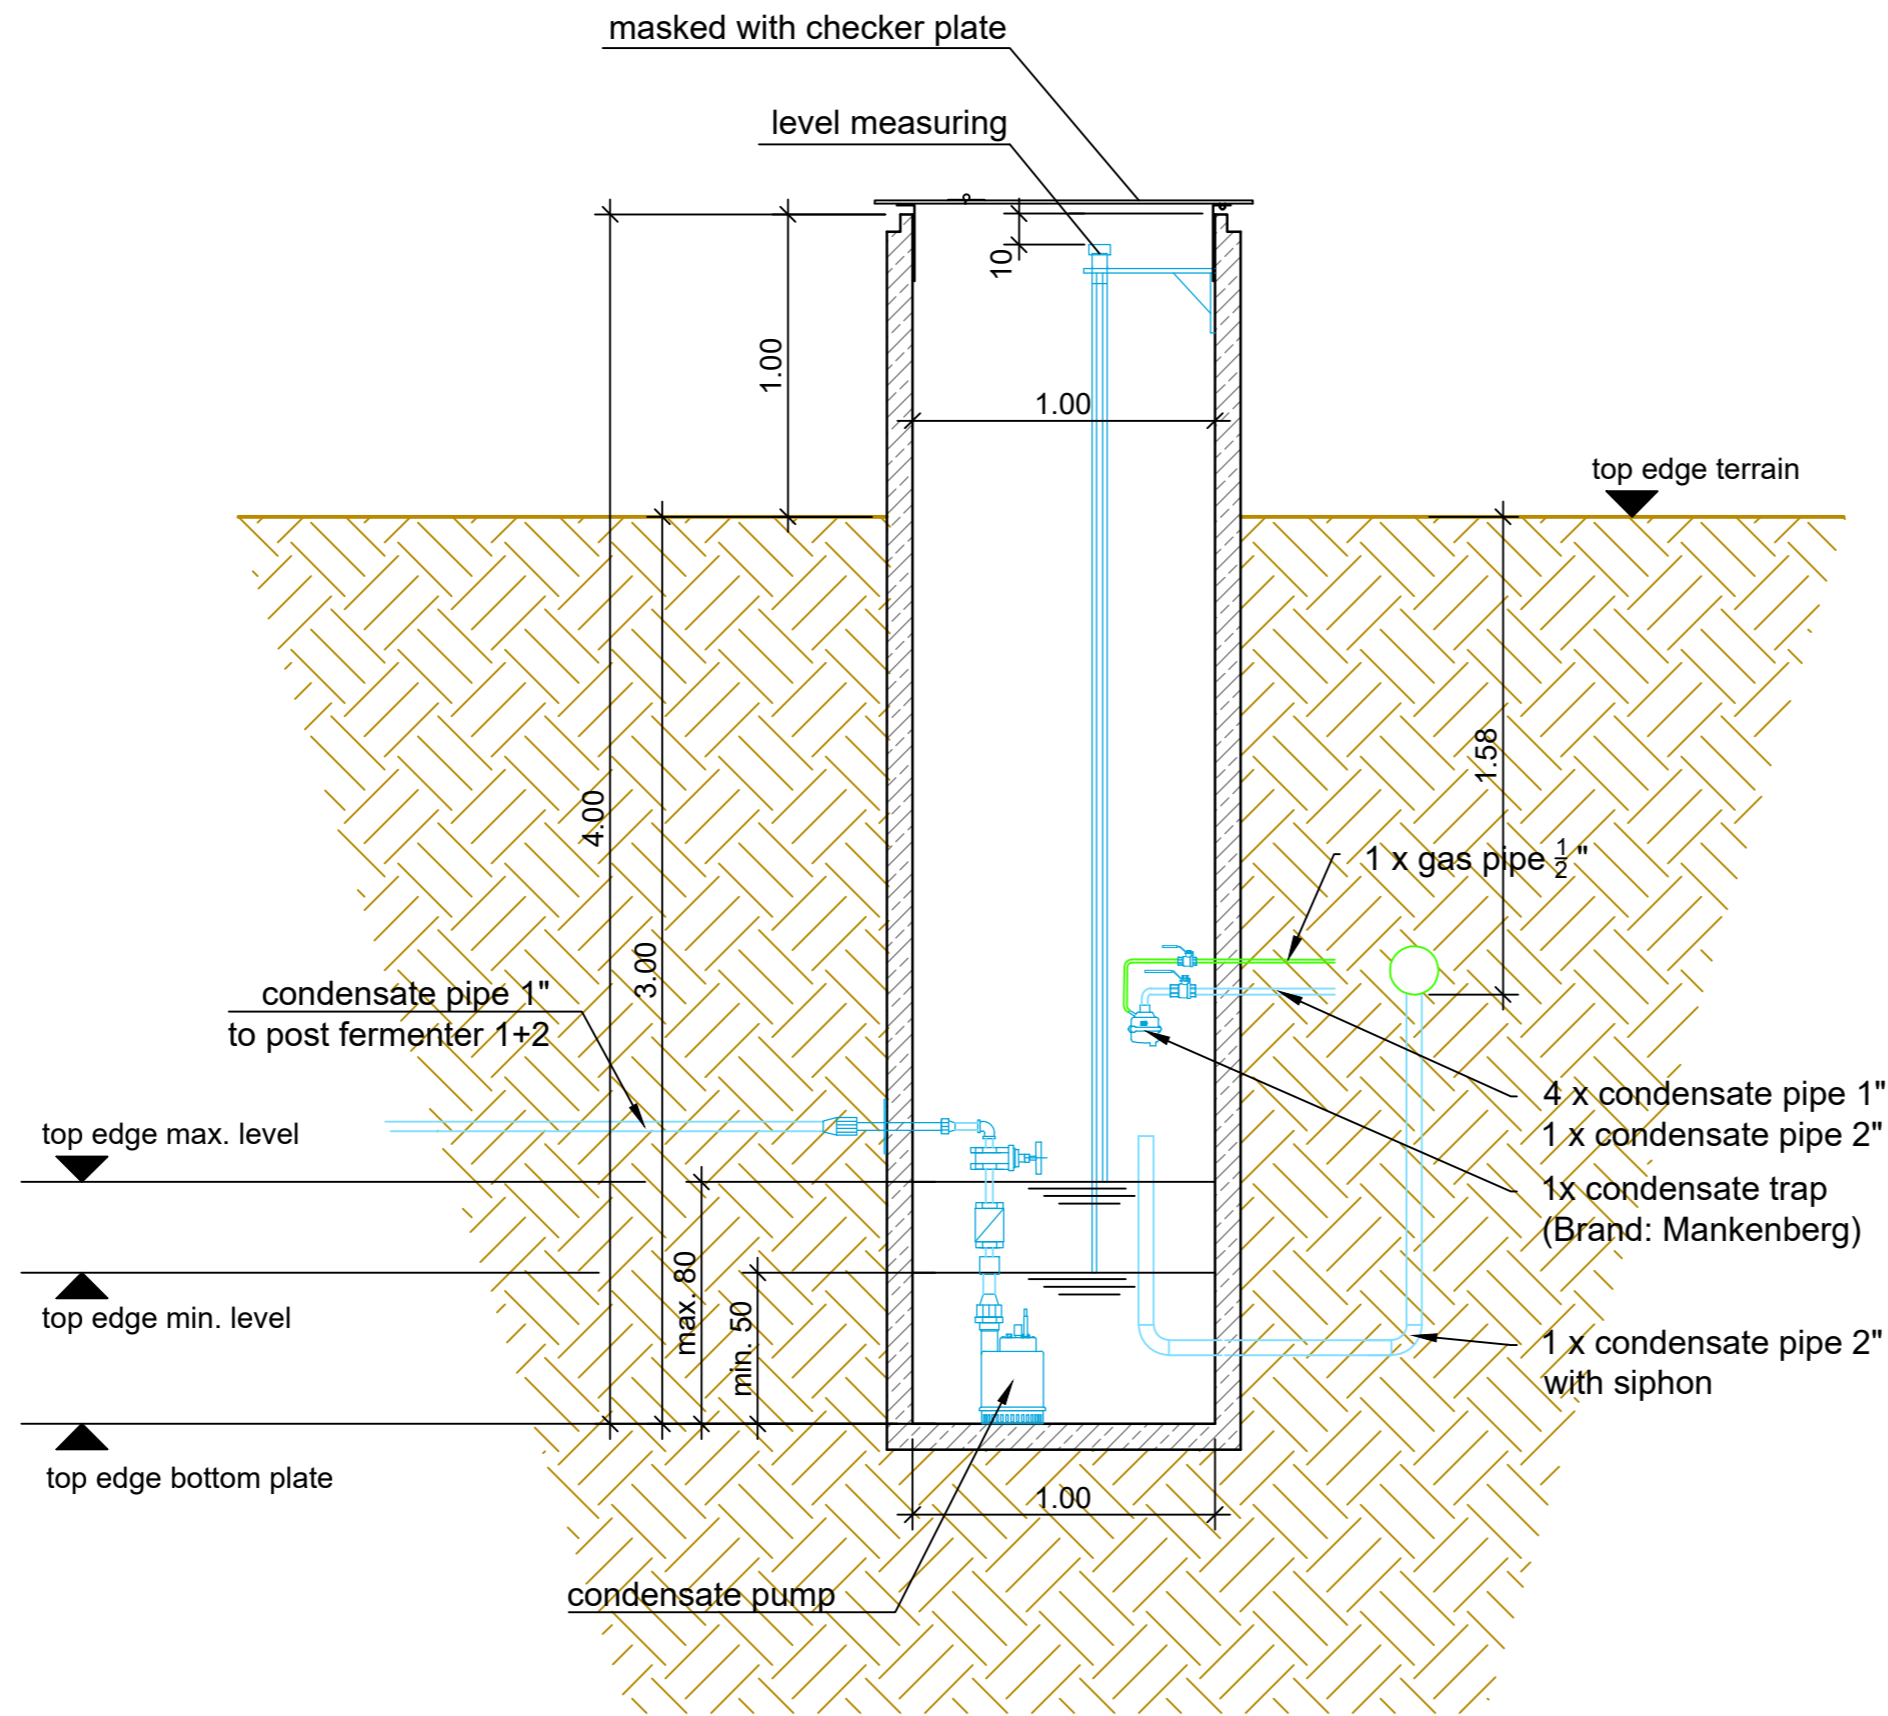 masked with checker plate
level measuring
10
1.00
1.00
top edge terrain
1.58
4.00
1 x gas pipe ½"
3.00
condensate pipe 1"
to post fermenter 1+2
4 x condensate pipe 1"
1 x condensate pipe 2"
top edge max. level
1x condensate trap
(Brand: Mankenberg)
max. 80
min. 50
top edge min. level
1 x condensate pipe 2"
with siphon
top edge bottom plate
1.00
condensate pump